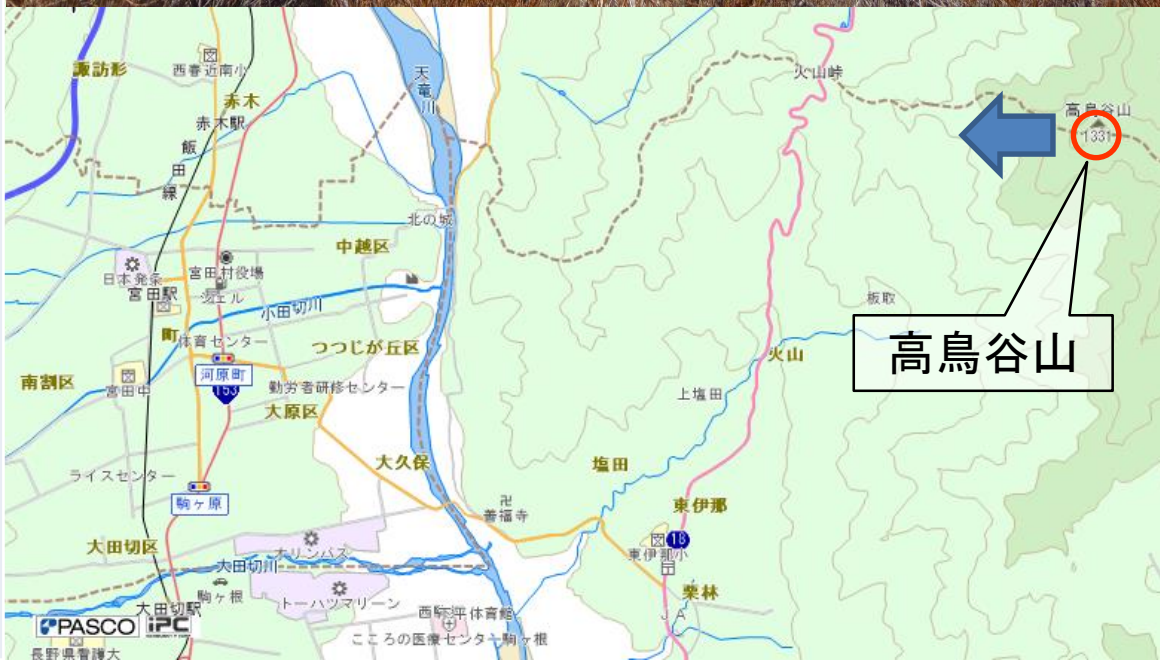 諏訪形
西春近南小
赤木
赤木駅
飯田線
天竜川
火山峠
高鳥谷山
1331
北の城
中越区
日本発条
宮田村役場
宮田駅
シェル
小田切川
町
体育センター
つつじが丘区
河原町
153
南割区
宮田中
勤労者研修センター
大原区
板取
火山
高鳥谷山
上塩田
大久保
塩田
ライスセンター
駒ヶ原
善福寺
東伊那
18
東伊那小
大田切区
オリンパス
大田切川
駒ヶ根
トーハツマリーン
栗林
JA
大田切駅
こころの医療センター駒ヶ根
PASCO iPC
長野県看護大